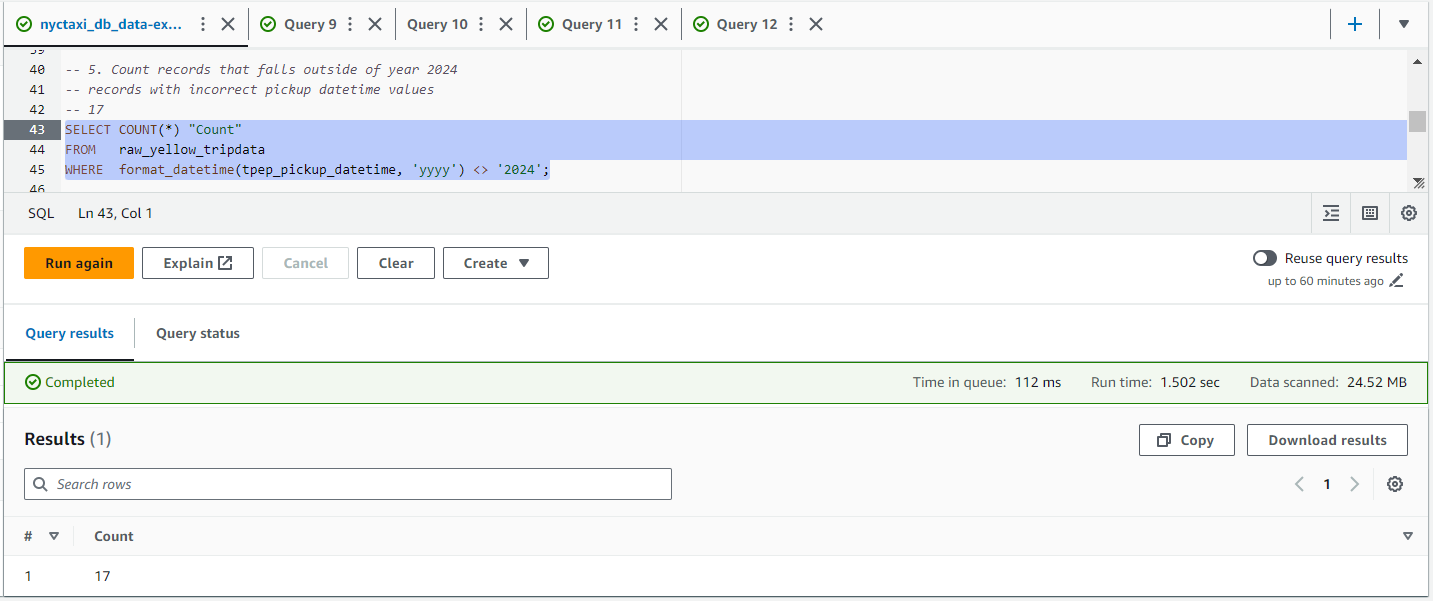 nyctaxi_db_data-ex...
Query 9
Query 10
Query 11
Query 12
39
40 -- 5. Count records that falls outside of year 2024
41 -- records with incorrect pickup datetime values
42 -- 17
43 SELECT COUNT(*) "Count"
44 FROM raw_yellow_tripdata
45 WHERE format_datetime(tpep_pickup_datetime, 'yyyy') <> '2024';
46
SQL Ln 43, Col 1
Run again
Explain
Cancel
Clear
Create
Reuse query results
up to 60 minutes ago
Query results
Query status
Completed
Time in queue: 112 ms
Run time: 1.502 sec
Data scanned: 24.52 MB
Results (1)
Copy
Download results
Search rows
1
# Count
1 17